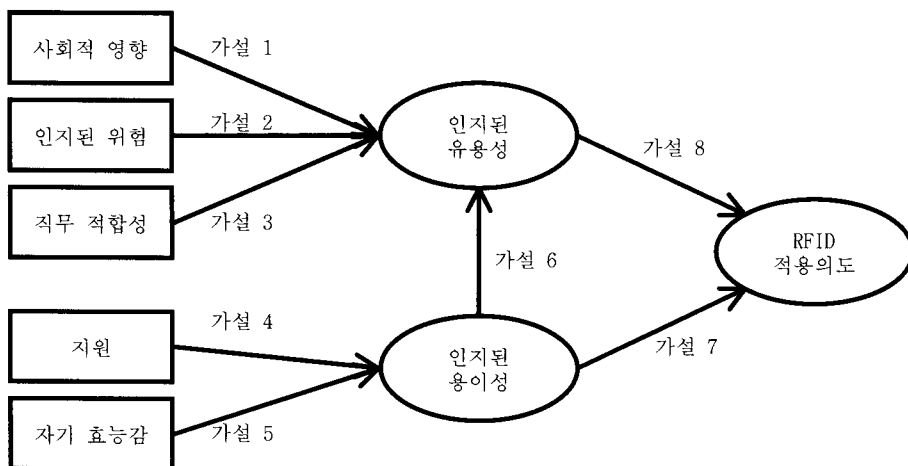 사회적 영향
가설 1
인지된 위험
가설 2
직무 적합성
가설 3
인지된
유용성
가설 8
가설 6
RFID
적용의도
지원
가설 4
인지된
용이성
가설 7
자기 효능감
가설 5